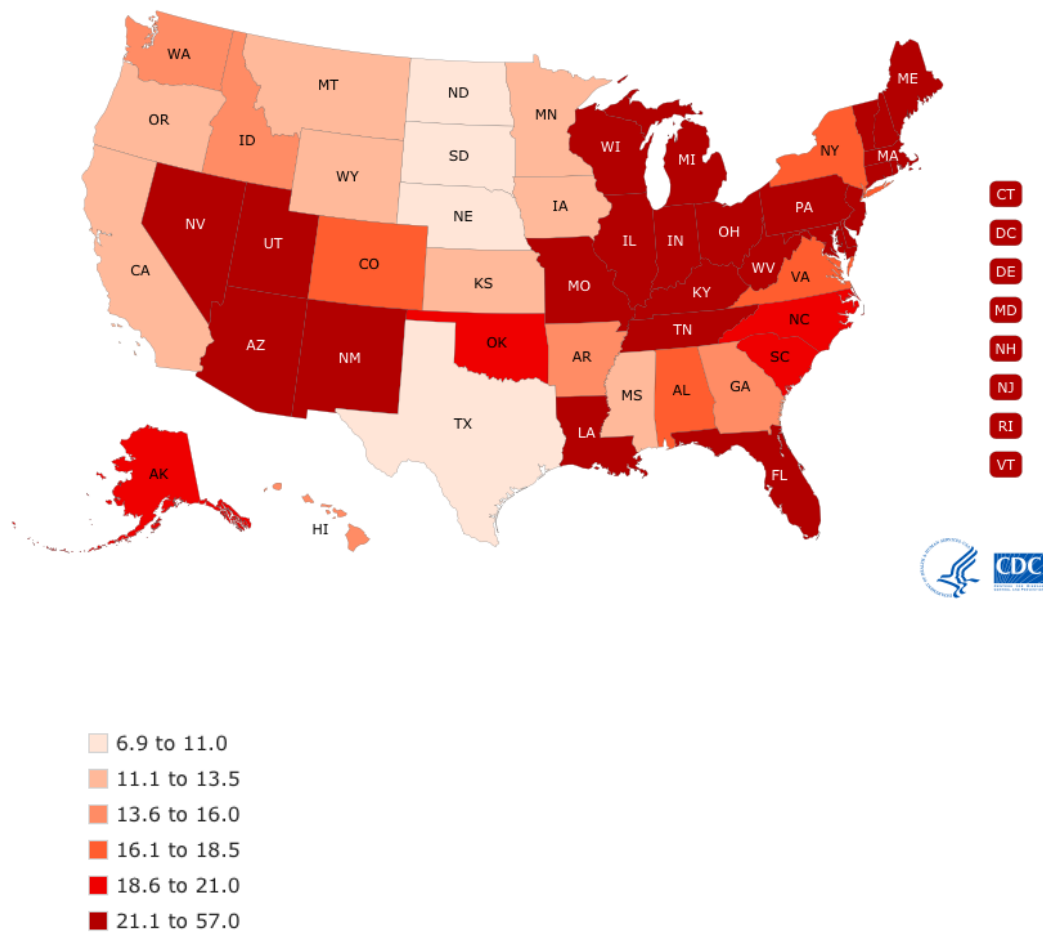 WA
ME
MT
ND
MN
OR
ID
WI
MI
NY
MA
SD
WY
CT
IA
PA
NE
NV
OH
DC
UT
IL
IN
CO
WV
VA
CA
DE
KS
MO
KY
NC
MD
TN
AZ
OK
NM
AR
SC
NH
GA
MS
AL
NJ
TX
LA
RI
AK
FL
VT
HI
CDC
6.9 to 11.0
11.1 to 13.5
13.6 to 16.0
16.1 to 18.5
18.6 to 21.0
21.1 to 57.0